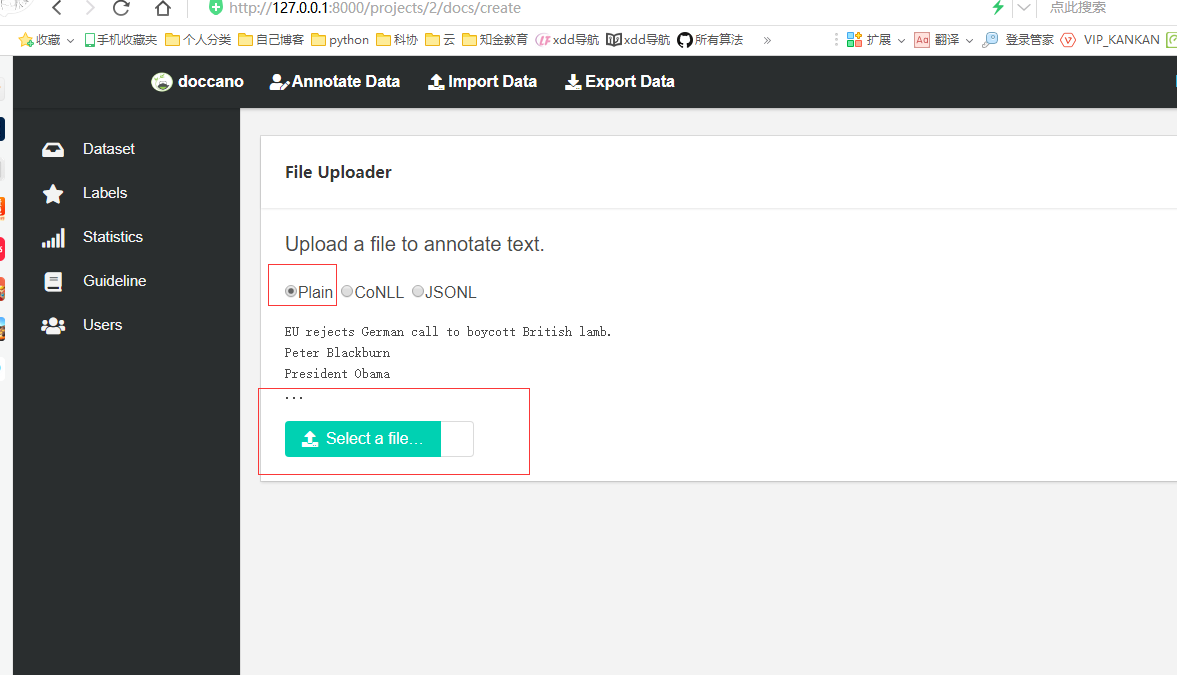 http://127.0.0.1:8000/projects/2/docs/create 点此搜索
收藏 手机收藏夹 个人分类 自己博客 python 科协 云 知金教育 xdd导航 xdd导航 所有算法 » 扩展 Aa 翻译 登录管家 VIP_KANKAN
doccano Annotate Data Import Data Export Data
Dataset
Labels
Statistics
Guideline
Users
File Uploader
Upload a file to annotate text.
Plain CoNLL JSONL
EU rejects German call to boycott British lamb.
Peter Blackburn
President Obama
...
Select a file…